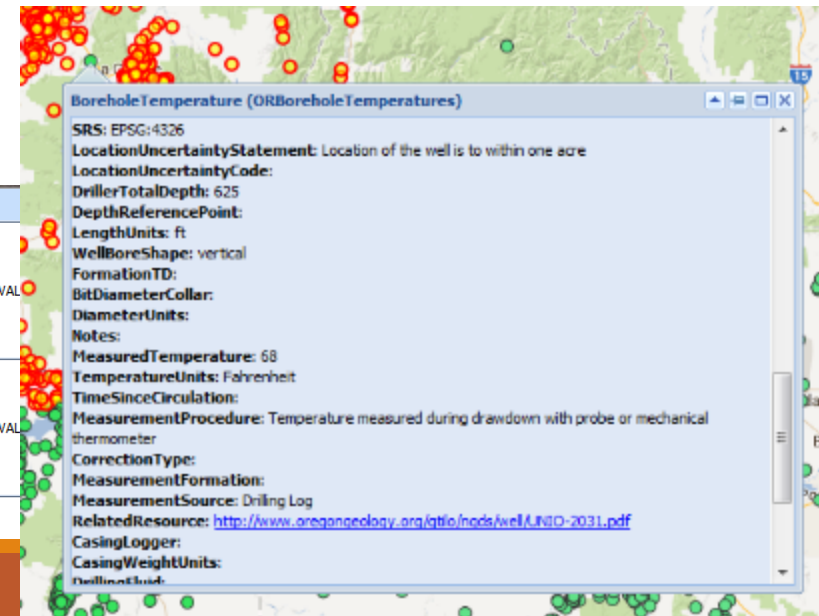 a
15
BoreholeTemperature (ORBoreholeTemperatures)
SRS: EPSG:4326
LocationUncertaintyStatement: Location of the well is to within one acre
LocationUncertaintyCode:
DrillerTotalDepth: 625
DepthReferencePoint:
LengthUnits: ft
WellBoreShape: vertical
FormationTD:
BitDiameterCollar:
DiameterUnits:
Notes:
MeasuredTemperature: 68
TemperatureUnits: Fahrenheit
TimeSinceCirculation:
MeasurementProcedure: Temperature measured during drawdown with probe or mechanical
thermometer
CorrectionType:
MeasurementFormation:
MeasurementSource: Drilling Log
RelatedResource: http://www.oregongeology.org/gtilo/ngds/well/UNIO-2031.pdf
CasingLogger:
CasingWeightUnits:
DrillingFluid:
VAL
VAL